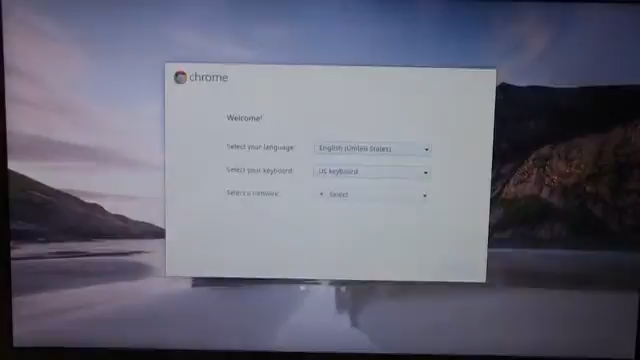 chrome
Welcome!
Select your language: English (United States)
Select your keyboard: US keyboard
Select a network: Select